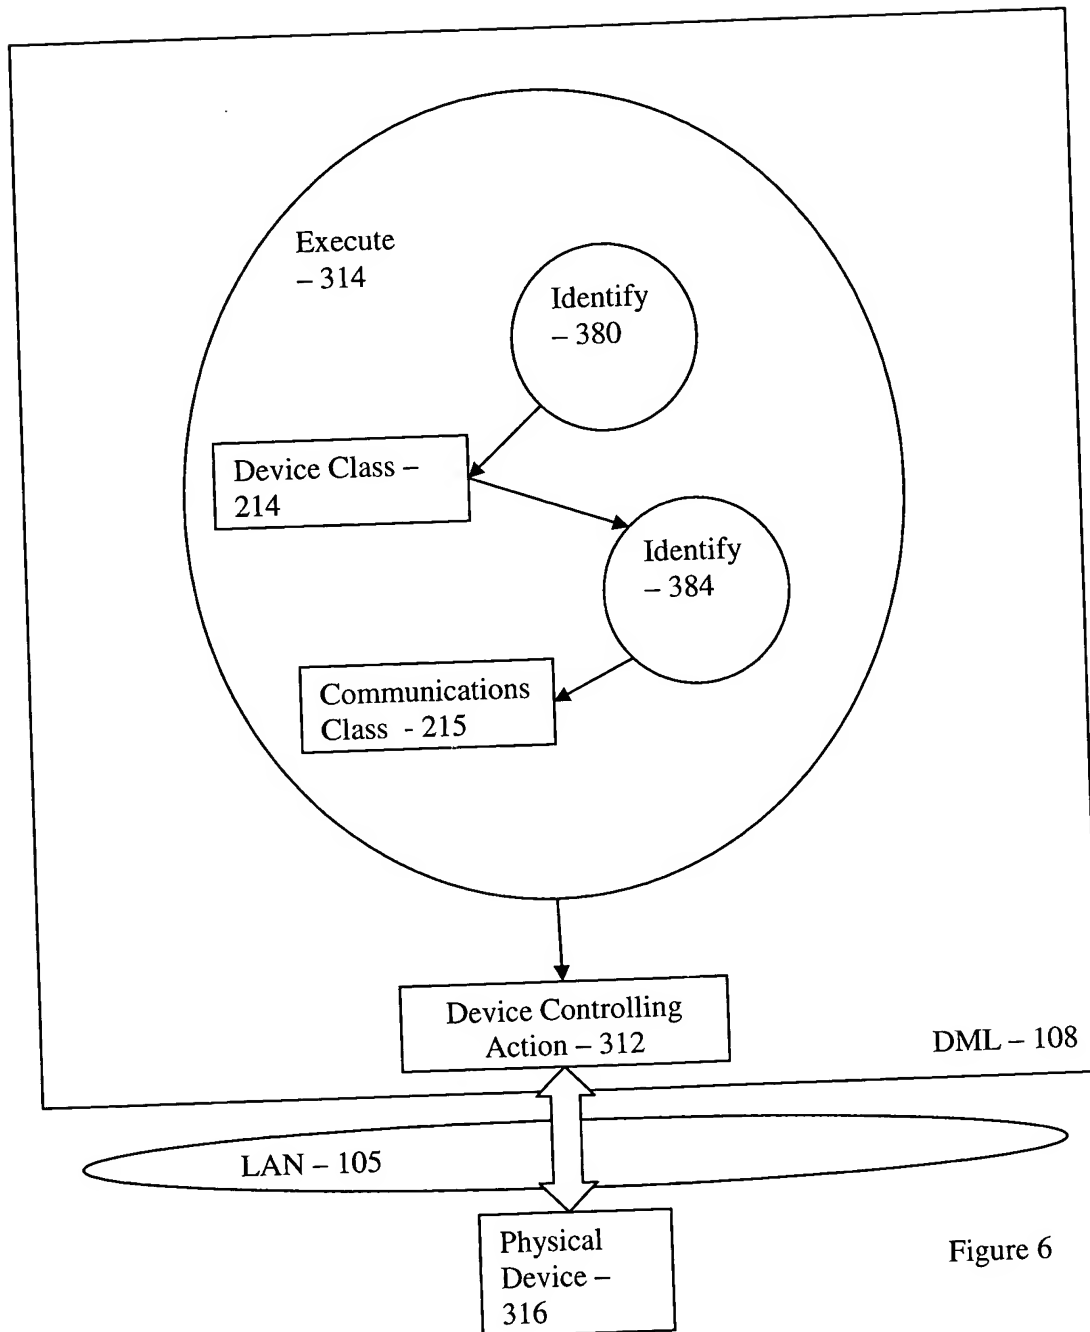 Execute
– 314
Identify
– 380
Device Class –
214
Identify
– 384
Communications
Class - 215
Device Controlling
Action – 312
DML – 108
LAN – 105
Physical
Device –
316
Figure 6